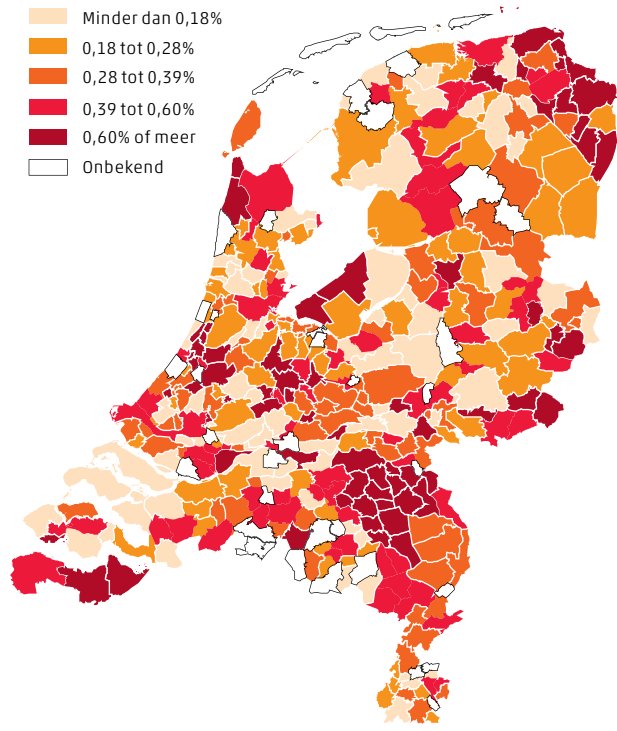 Minder dan 0,18%
0,18 tot 0,28%
0,28 tot 0,39%
0,39 tot 0,60%
0,60% of meer
Onbekend